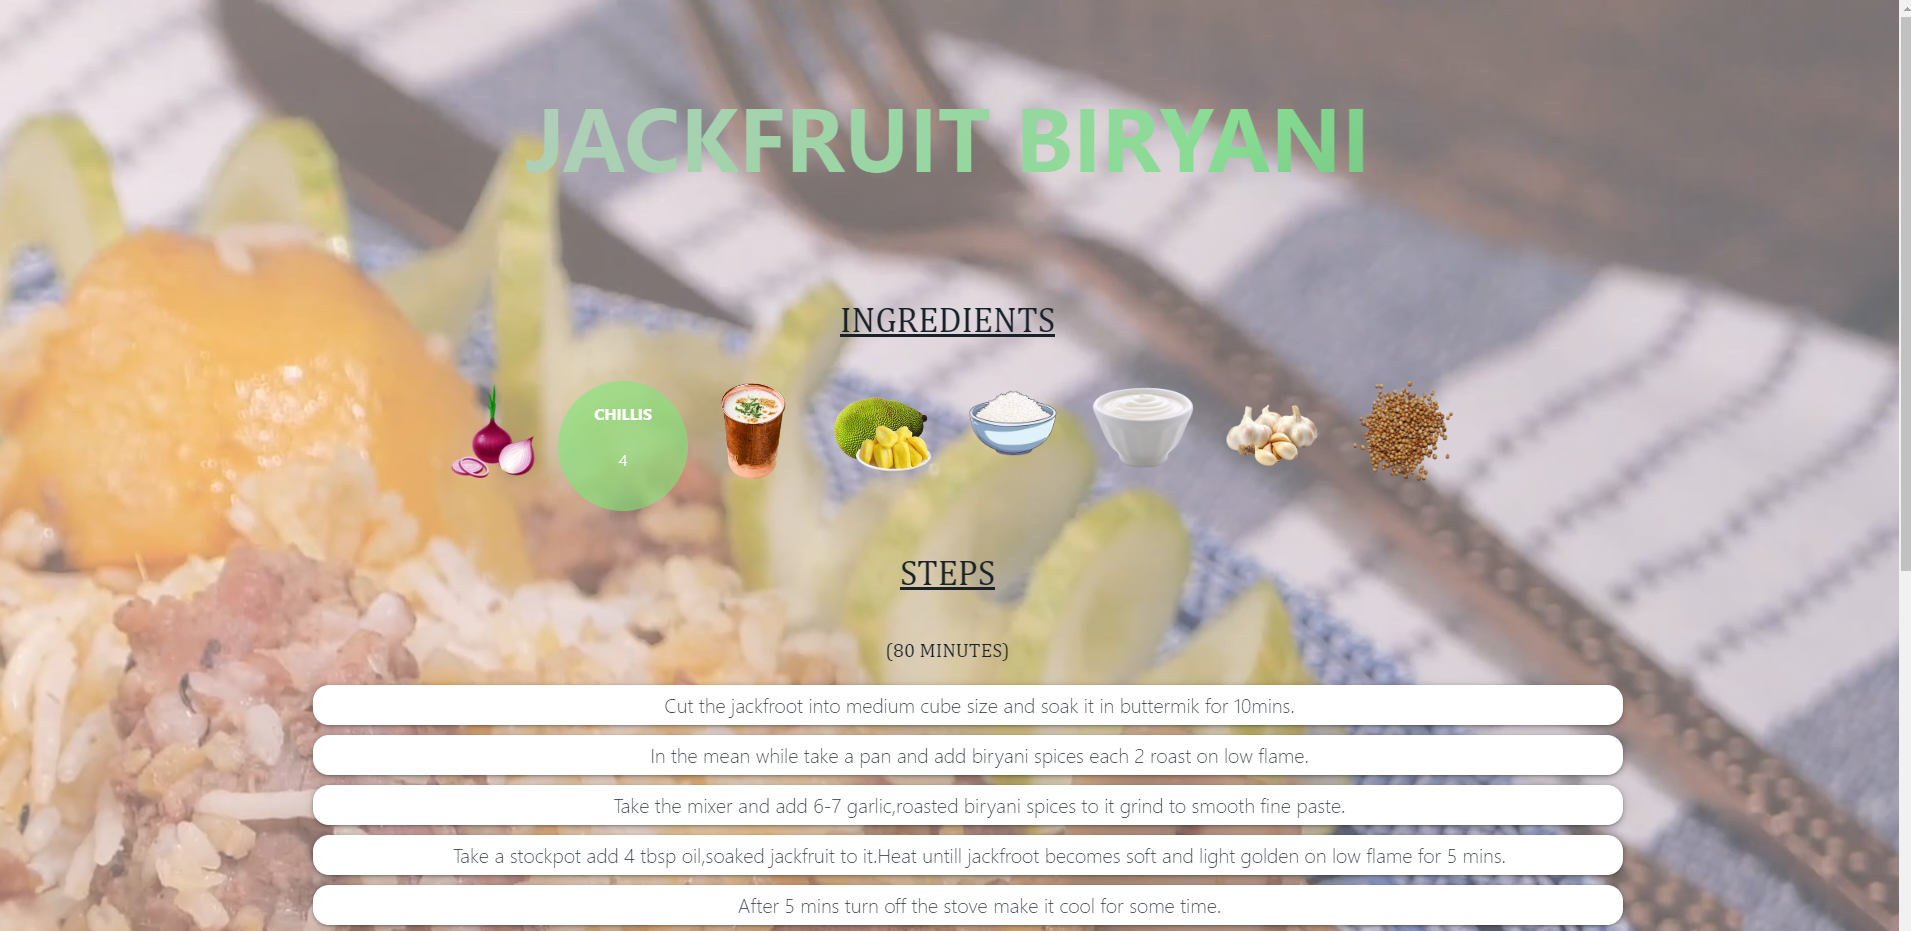 JACKFRUIT BIRYANI
INGREDIENTS
CHILLIS
4
STEPS
(80 MINUTES)
Cut the jackfroot into medium cube size and soak it in buttermik for 10mins.
In the mean while take a pan and add biryani spices each 2 roast on low flame.
Take the mixer and add 6-7 garlic,roasted biryani spices to it grind to smooth fine paste.
Take a stockpot add 4 tbsp oil,soaked jackfruit to it.Heat untill jackfroot becomes soft and light golden on low flame for 5 mins.
After 5 mins turn off the stove make it cool for some time.